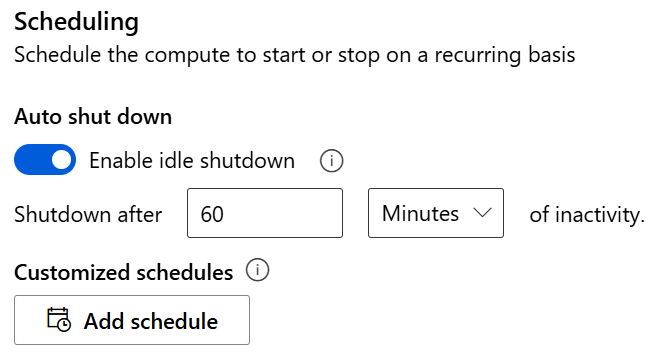 Scheduling
Schedule the compute to start or stop on a recurring basis
Auto shut down
Enable idle shutdown
Shutdown after 60 Minutes of inactivity.
Customized schedules
Add schedule